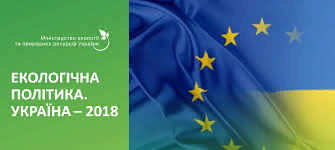 Міністерство екології
та природних ресурсів України
ЕКОЛОГІЧНА
ПОЛІТИКА.
УКРАЇНА – 2018